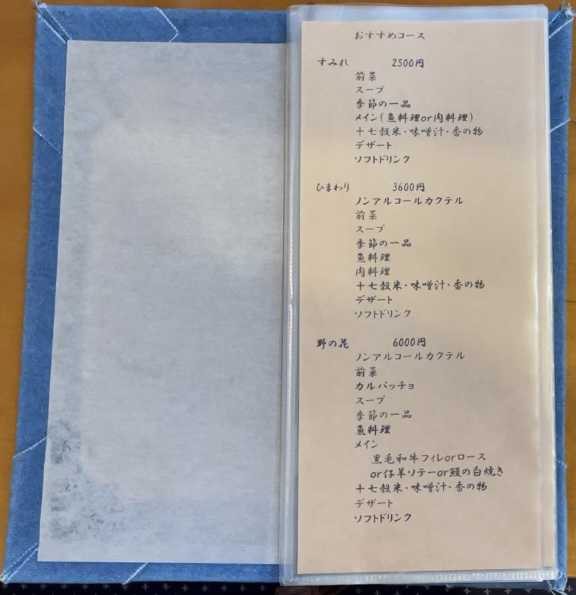 おすすめコース
すみれ 2500円
前菜
スープ
季節の一品
メイン(魚料理or肉料理)
十七穀米・味噌汁・香の物
デザート
ソフトドリンク
ひまわり 3600円
ノンアルコールカクテル
前菜
スープ
季節の一品
魚料理
肉料理
十七穀米・味噌汁・香の物
デザート
ソフトドリンク
野の花 6000円
ノンアルコールカクテル
前菜
カルパッチョ
スープ
季節の一品
魚料理
メイン
黒毛和牛フィレorロース
or仔羊ソテーor鰻の白焼き
十七穀米・味噌汁・香の物
デザート
ソフトドリンク